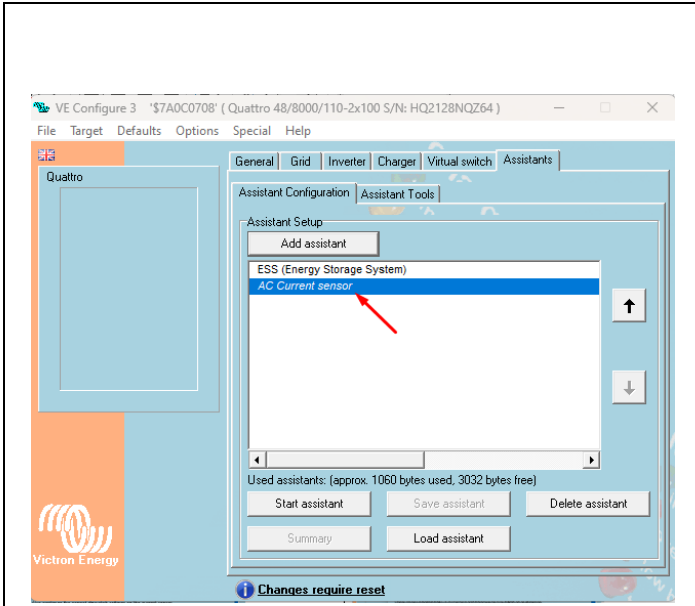 VE Configure 3 '$7A0C0708' ( Quattro 48/8000/110-2x100 S/N: HQ2128NQZ64 )
File Target Defaults Options Special Help
Quattro
General Grid Inverter Charger Virtual switch Assistants
Assistant Configuration Assistant Tools
Assistant Setup
Add assistant
ESS (Energy Storage System)
AC Current sensor
Used assistants: (approx. 1060 bytes used, 3032 bytes free)
Start assistant Save assistant Delete assistant
Summary Load assistant
Victron Energy
Changes require reset